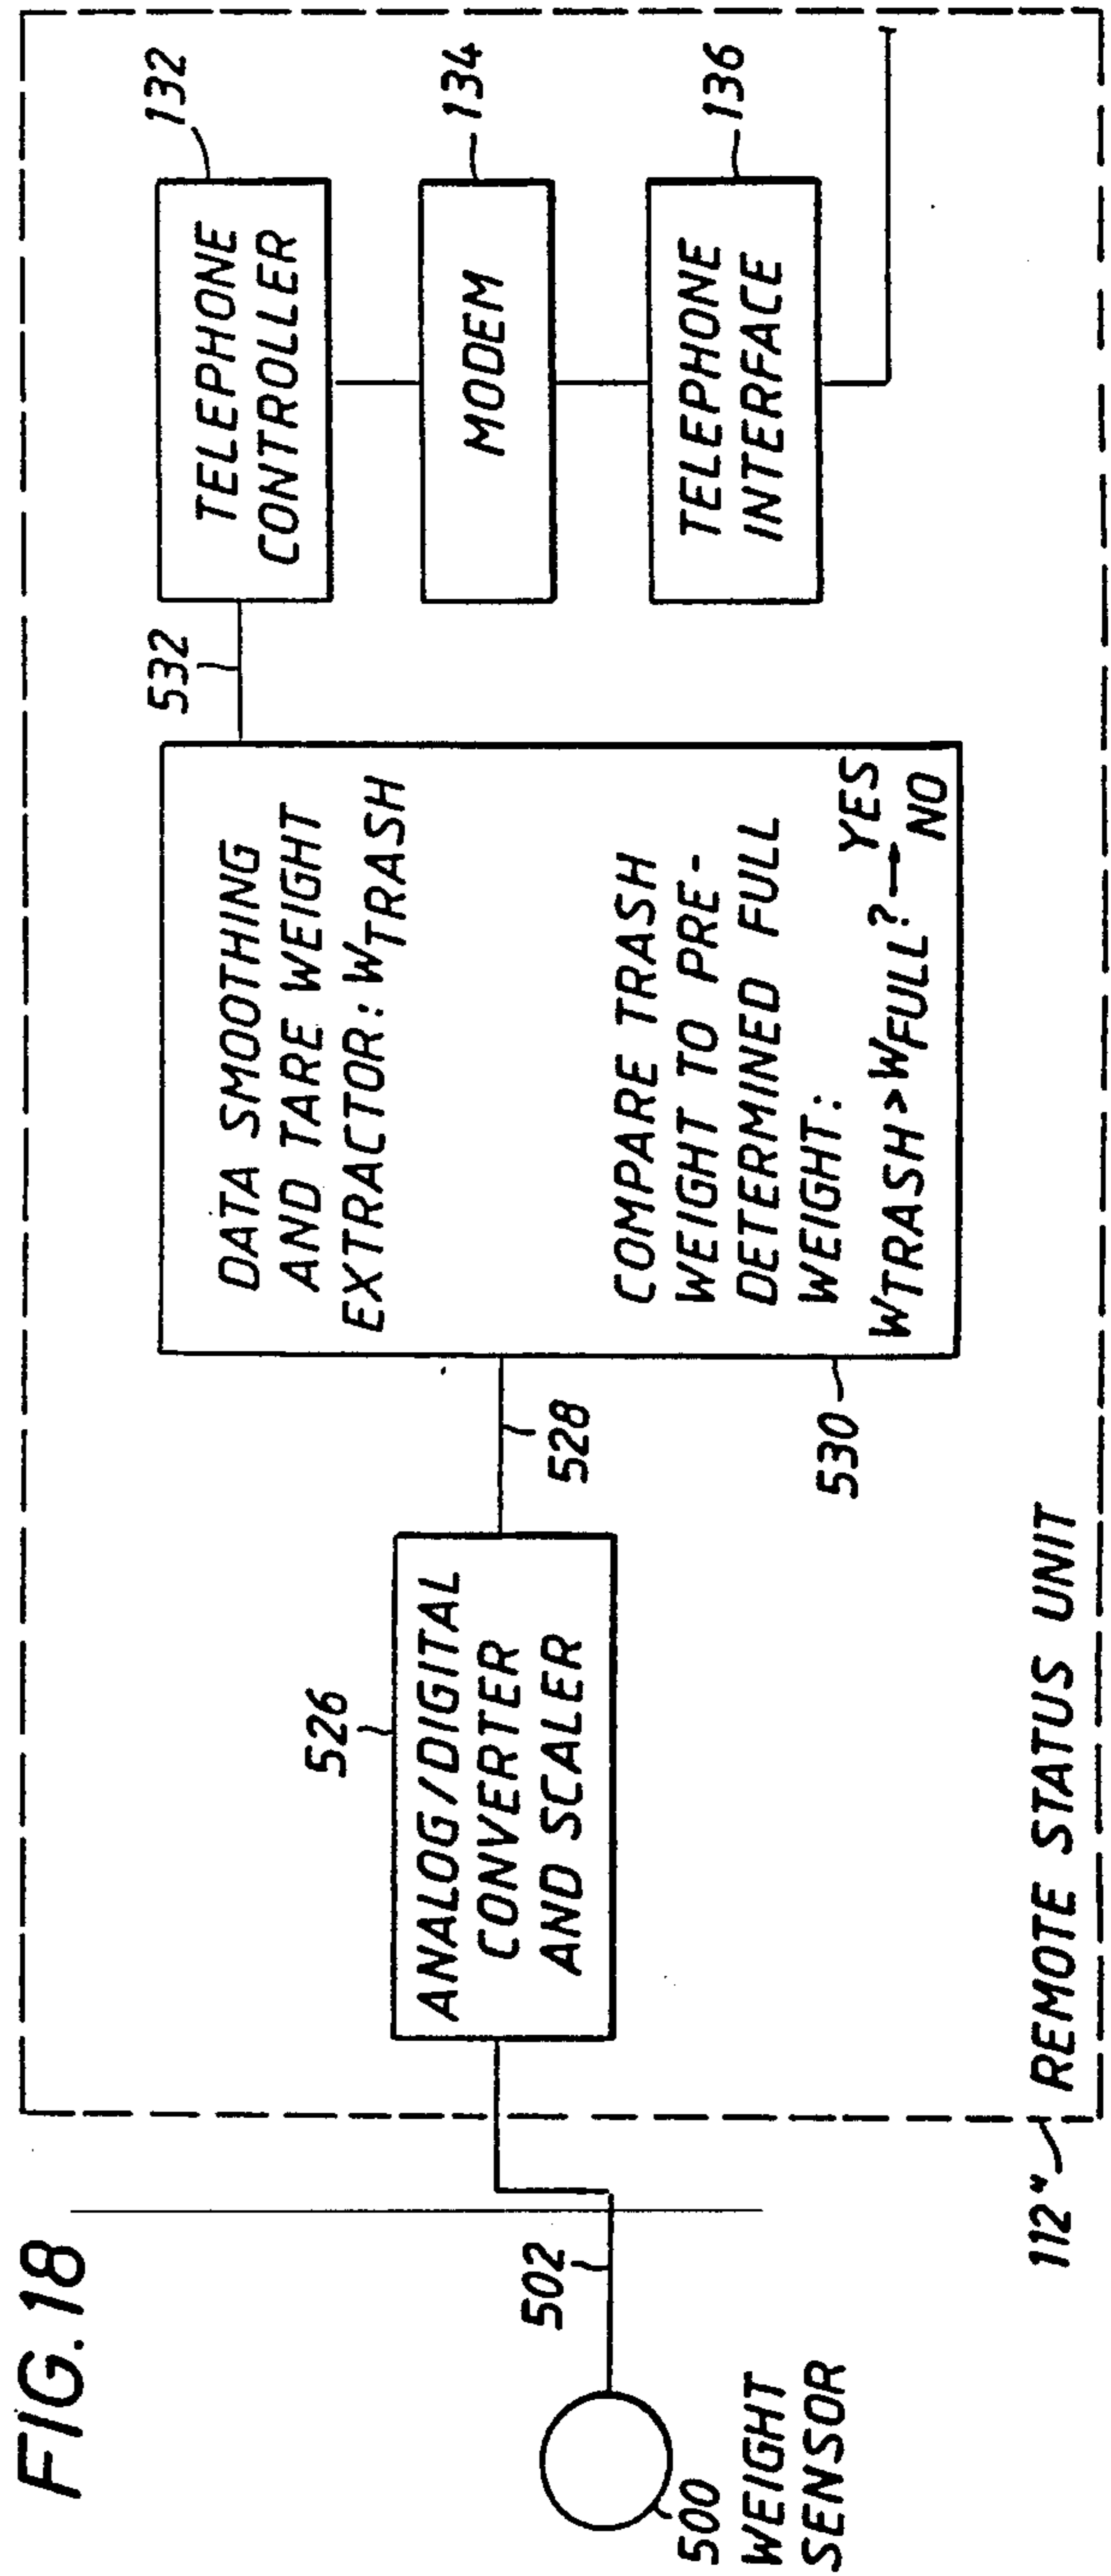 FIG. 18
500
WEIGHT
SENSOR
502
526
ANALOG/DIGITAL
CONVERTER
AND SCALER
528
530
DATA SMOOTHING
AND TARE WEIGHT
EXTRACTOR: WTRASH
COMPARE TRASH
WEIGHT TO PRE-
DETERMINED FULL
WEIGHT:
WTRASH > WFULL? → YES
NO
532
TELEPHONE
CONTROLLER
132
MODEM
134
TELEPHONE
INTERFACE
136
112" REMOTE STATUS UNIT